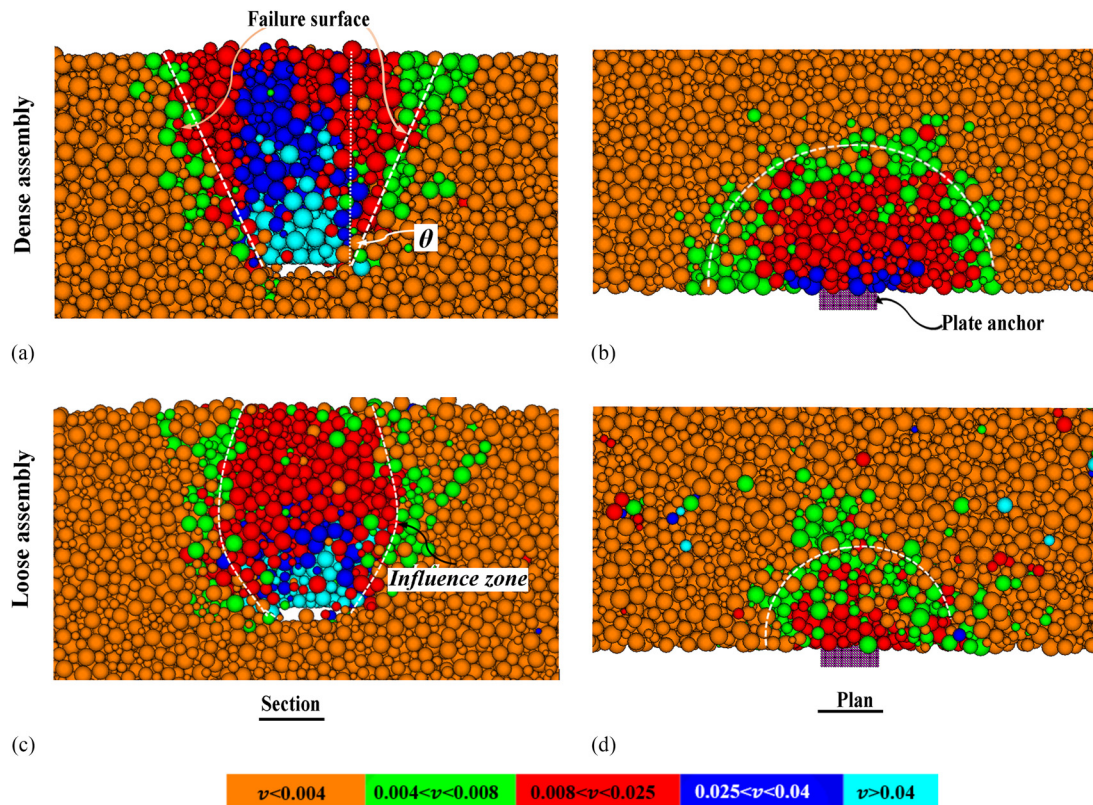 Failure surface
Dense assembly
θ
Plate anchor
(a)
(b)
Loose assembly
Influence zone
Section
Plan
(c)
(d)
v<0.004
0.004<v<0.008
0.008<v<0.025
0.025<v<0.04
v>0.04